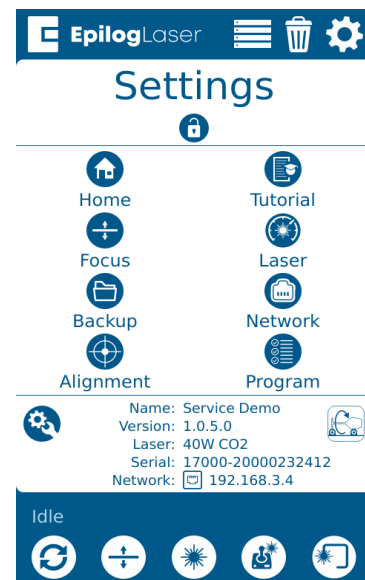 EpilogLaser
Settings
Home Tutorial
Focus Laser
Backup Network
Alignment Program
Name: Service Demo
Version: 1.0.5.0
Laser: 40W CO2
Serial: 17000-20000232412
Network: 192.168.3.4
Idle